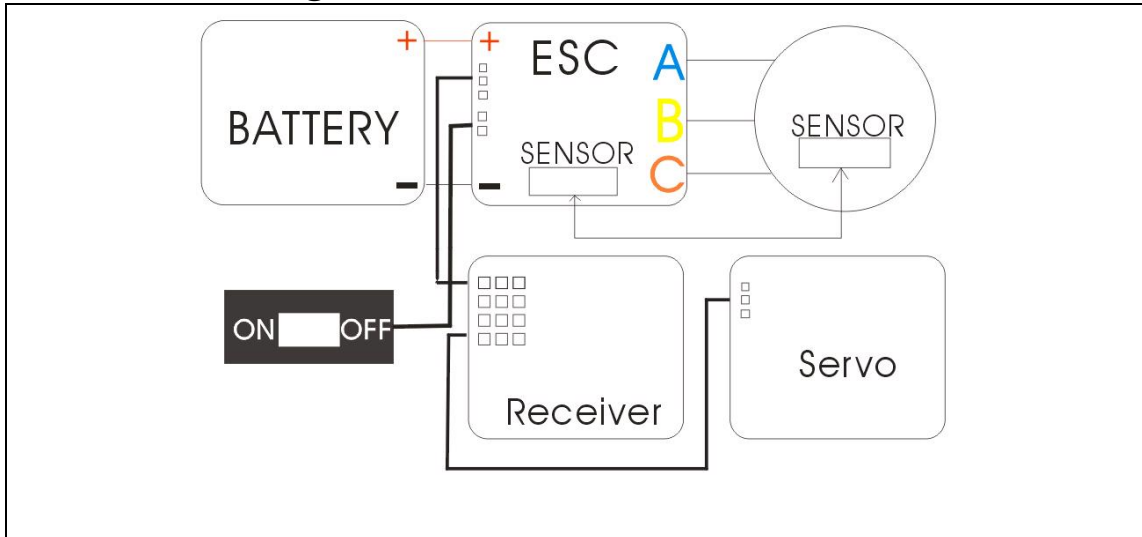 BATTERY
+
-
+
-
ESC
A
B
C
SENSOR
SENSOR
ON OFF
Receiver
Servo